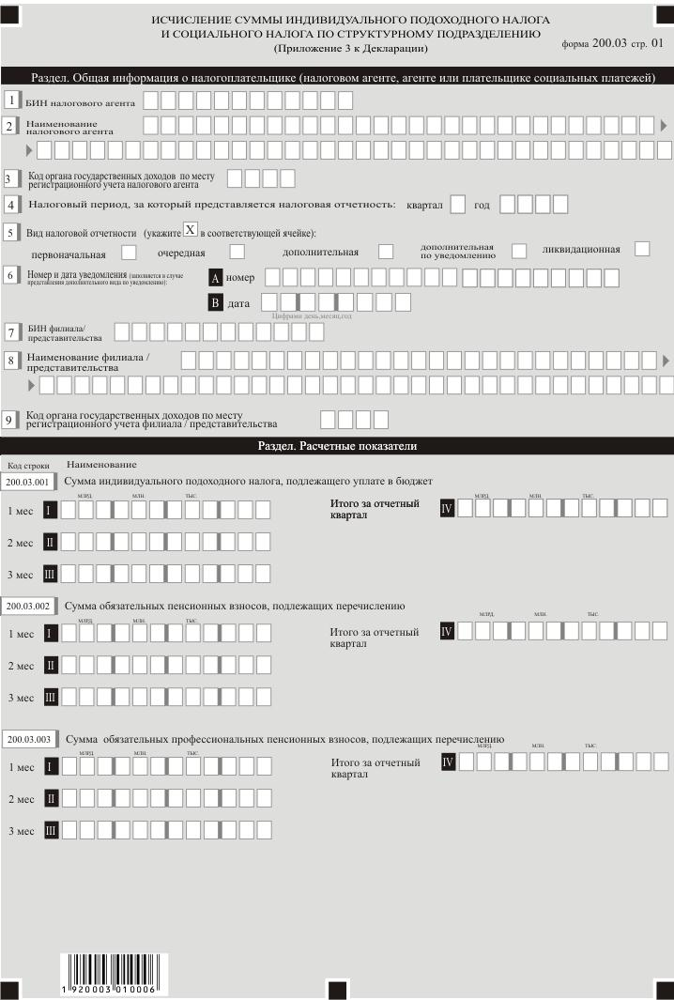 ИСЧИСЛЕНИЕ СУММЫ ИНДИВИДУАЛЬНОГО ПОДОХОДНОГО НАЛОГА
И СОЦИАЛЬНОГО НАЛОГА ПО СТРУКТУРНОМУ ПОДРАЗДЕЛЕНИЮ
(Приложение 3 к Декларации)
форма 200.03 стр. 01
Раздел. Общая информация о налогоплательщике (налоговом агенте, агенте или плательщике социальных платежей)
1 БИН налогового агента
2 Наименование
налогового агента
3 Код органа государственных доходов по месту
регистрационного учета налогового агента
4 Налоговый период, за который представляется налоговая отчетность: квартал год
5 Вид налоговой отчетности (укажите X в соответствующей ячейке):
первоначальная очередная дополнительная дополнительная
по уведомлению ликвидационная
6 Номер и дата уведомления (заполняется в случае
представления дополнительного вида по уведомлению):
A номер
B дата
Цифрами день,месяц,год
7 БИН филиала/
представительства
8 Наименование филиала /
представительства
9 Код органа государственных доходов по месту
регистрационного учета филиала / представительства
Раздел. Расчетные показатели
Код строки Наименование
200.03.001 Сумма индивидуального подоходного налога, подлежащего уплате в бюджет
МЛРД. МЛН. ТЫС. МЛРД. МЛН. ТЫС.
1 мес I Итого за отчетный
квартал IV
2 мес II
3 мес III
200.03.002 Сумма обязательных пенсионных взносов, подлежащих перечислению
МЛРД. МЛН. ТЫС. МЛРД. МЛН. ТЫС.
1 мес I Итого за отчетный
квартал IV
2 мес II
3 мес III
200.03.003 Сумма обязательных профессиональных пенсионных взносов, подлежащих перечислению
МЛРД. МЛН. ТЫС. МЛРД. МЛН. ТЫС.
1 мес I Итого за отчетный
квартал IV
2 мес II
3 мес III
1 920003 010006